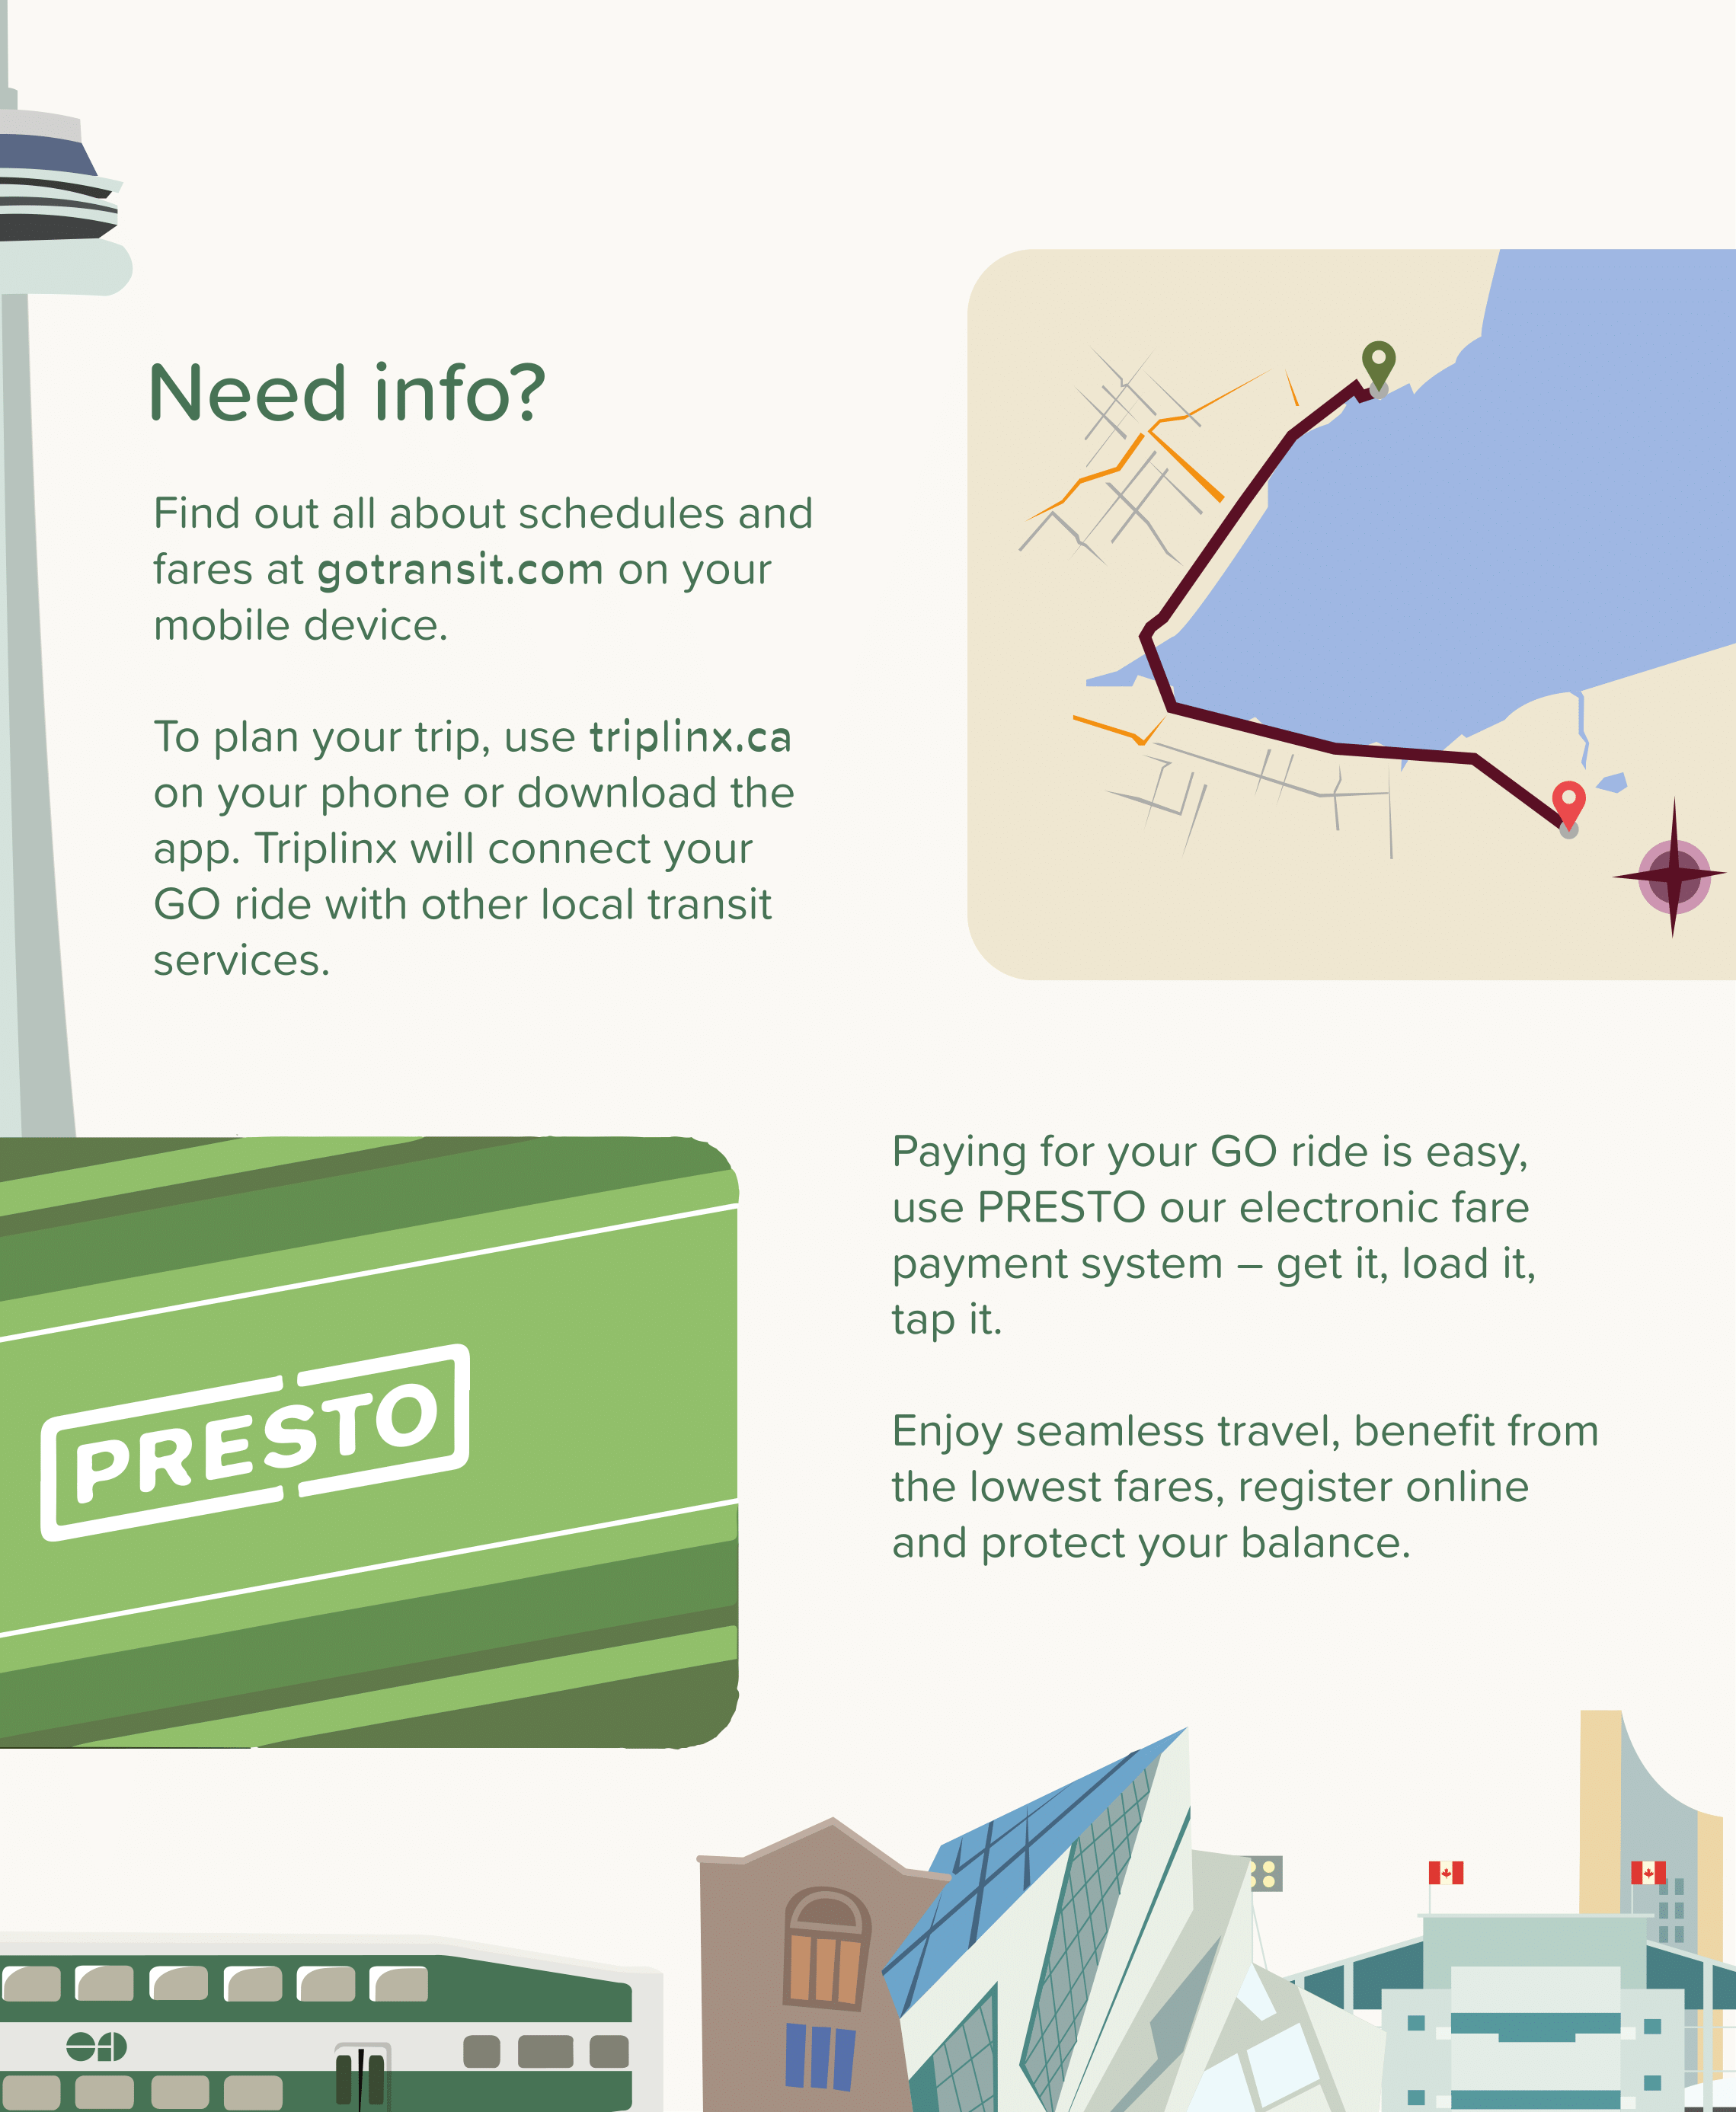 Need info?
Find out all about schedules and
fares at gotransit.com on your
mobile device.
To plan your trip, use triplinx.ca
on your phone or download the
app. Triplinx will connect your
GO ride with other local transit
services.
Paying for your GO ride is easy,
use PRESTO our electronic fare
payment system – get it, load it,
tap it.
Enjoy seamless travel, benefit from
the lowest fares, register online
and protect your balance.
PRESTO